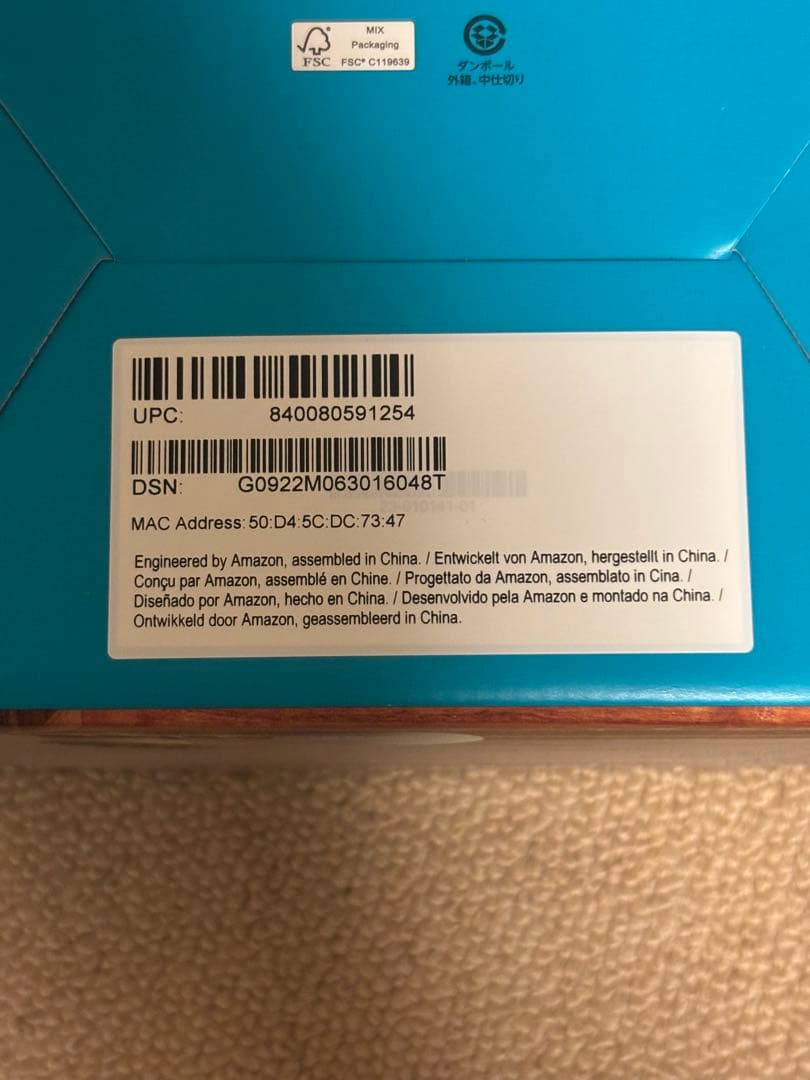 MIX
Packaging
FSC FSC® C119639
ダンボール
外箱、中仕切り
UPC: 840080591254
DSN: G0922M063016048T
MAC Address: 50:D4:5C:DC:73:47
Engineered by Amazon, assembled in China. / Entwickelt von Amazon, hergestellt in China. /
Conçu par Amazon, assemblé en Chine. / Progettato da Amazon, assemblato in Cina. /
Diseñado por Amazon, hecho en China. / Desenvolvido pela Amazon e montado na China. /
Ontwikkeld door Amazon, geassembleerd in China.